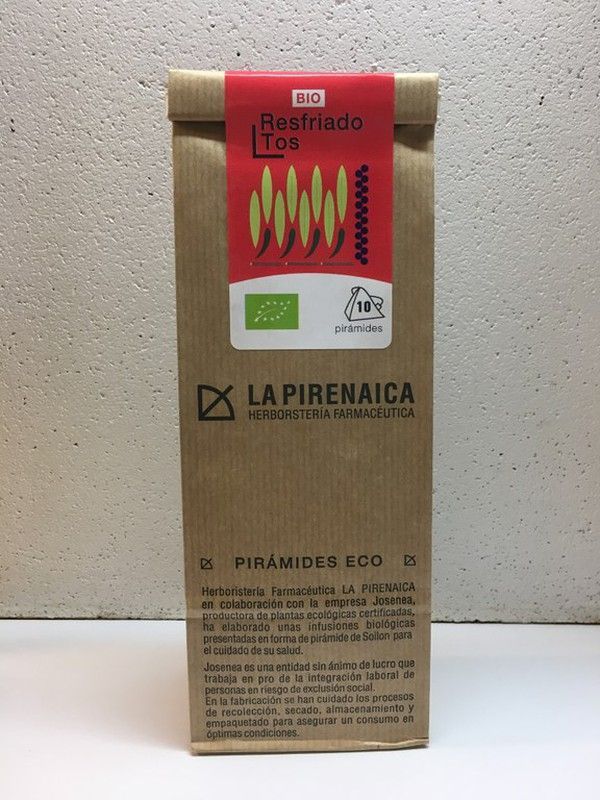 BIO
Resfriado
Tos
10
pirámides
LA PIRENAICA
HERBORSTERÍA FARMACÉUTICA
PIRÁMIDES ECO
Herboristería Farmacéutica LA PIRENAICA
en colaboración con la empresa Josenea,
productora de plantas ecológicas certificadas,
ha elaborado unas infusiones biológicas
presentadas en forma de pirámide de Soilon para
el cuidado de su salud.
Josenea es una entidad sin ánimo de lucro que
trabaja en pro de la integración laboral de
personas en riesgo de exclusión social.
En la fabricación se han cuidado los procesos
de recolección, secado, almacenamiento y
empaquetado para asegurar un consumo en
óptimas condiciones.